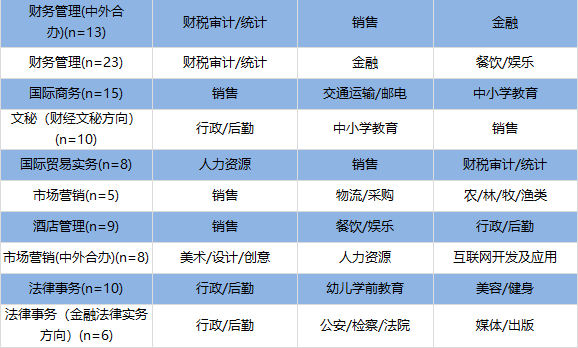 财务管理(中外合
办)(n=13) 财税审计/统计 销售 金融
财务管理(n=23) 财税审计/统计 金融 餐饮/娱乐
国际商务(n=15) 销售 交通运输/邮电 中小学教育
文秘（财经文秘方向）
(n=10) 行政/后勤 中小学教育 销售
国际贸易实务(n=8) 人力资源 销售 财税审计/统计
市场营销(n=5) 销售 物流/采购 农/林/牧/渔类
酒店管理(n=9) 销售 餐饮/娱乐 行政/后勤
市场营销(中外合办)(n=8) 美术/设计/创意 人力资源 互联网开发及应用
法律事务(n=10) 行政/后勤 幼儿学前教育 美容/健身
法律事务（金融法律实务
方向）(n=6) 行政/后勤 公安/检察/法院 媒体/出版